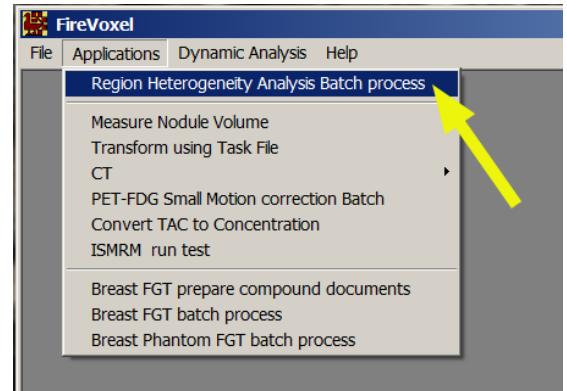 FireVoxel
File Applications Dynamic Analysis Help
Region Heterogeneity Analysis Batch process
Measure Nodule Volume
Transform using Task File
CT
PET-FDG Small Motion correction Batch
Convert TAC to Concentration
ISMRM run test
Breast FGT prepare compound documents
Breast FGT batch process
Breast Phantom FGT batch process